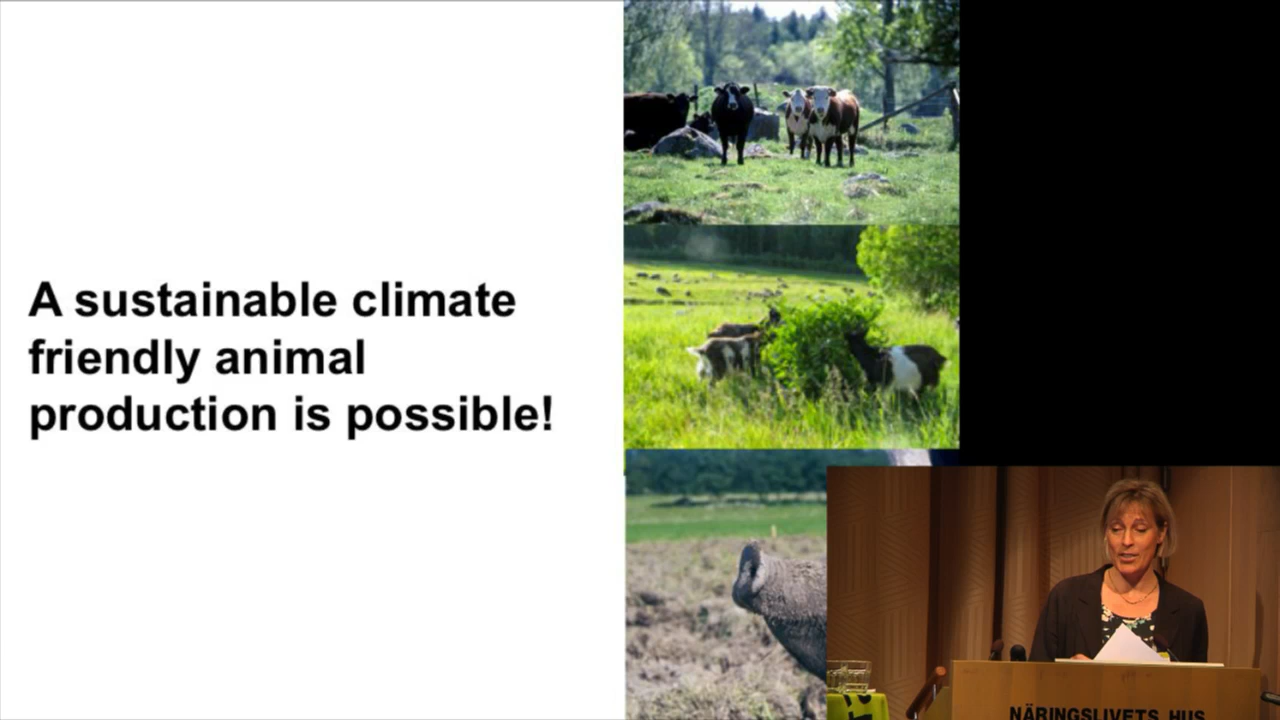 A sustainable climate
friendly animal
production is possible!
NÄRINGSLIVETS HUS